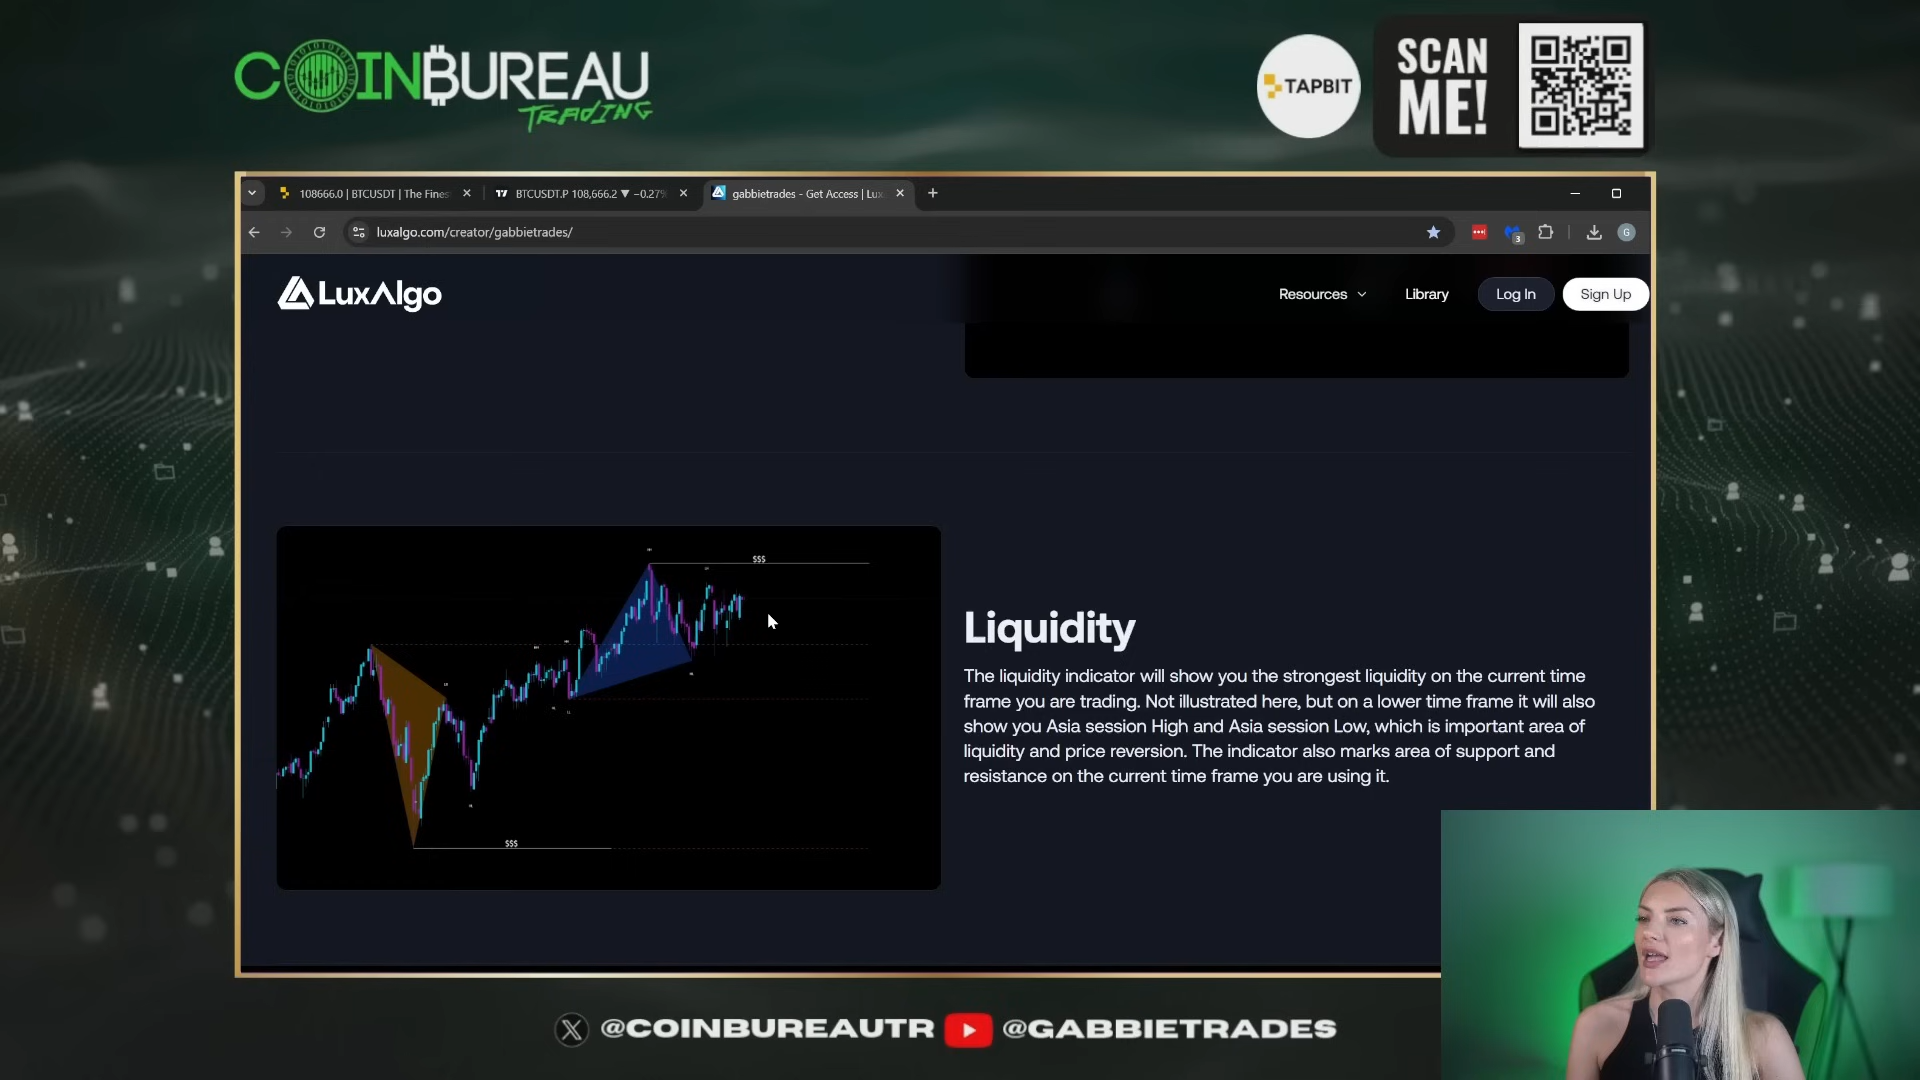 COINBUREAU
TRADING
TAPBIT
SCAN
ME!
108666.0 | BTCUSDT | The Fines
BTCUSDT.P 108,666.2 ▼ −0.27%
gabbietrades - Get Access | Lux
luxalgo.com/creator/gabbietrades/
3
G
LuxAlgo
Resources
Library
Log In
Sign Up
$$$
$$$
Liquidity
The liquidity indicator will show you the strongest liquidity on the current time
frame you are trading. Not illustrated here, but on a lower time frame it will also
show you Asia session High and Asia session Low, which is important area of
liquidity and price reversion. The indicator also marks area of support and
resistance on the current time frame you are using it.
@COINBUREAUTR
@GABBIETRADES